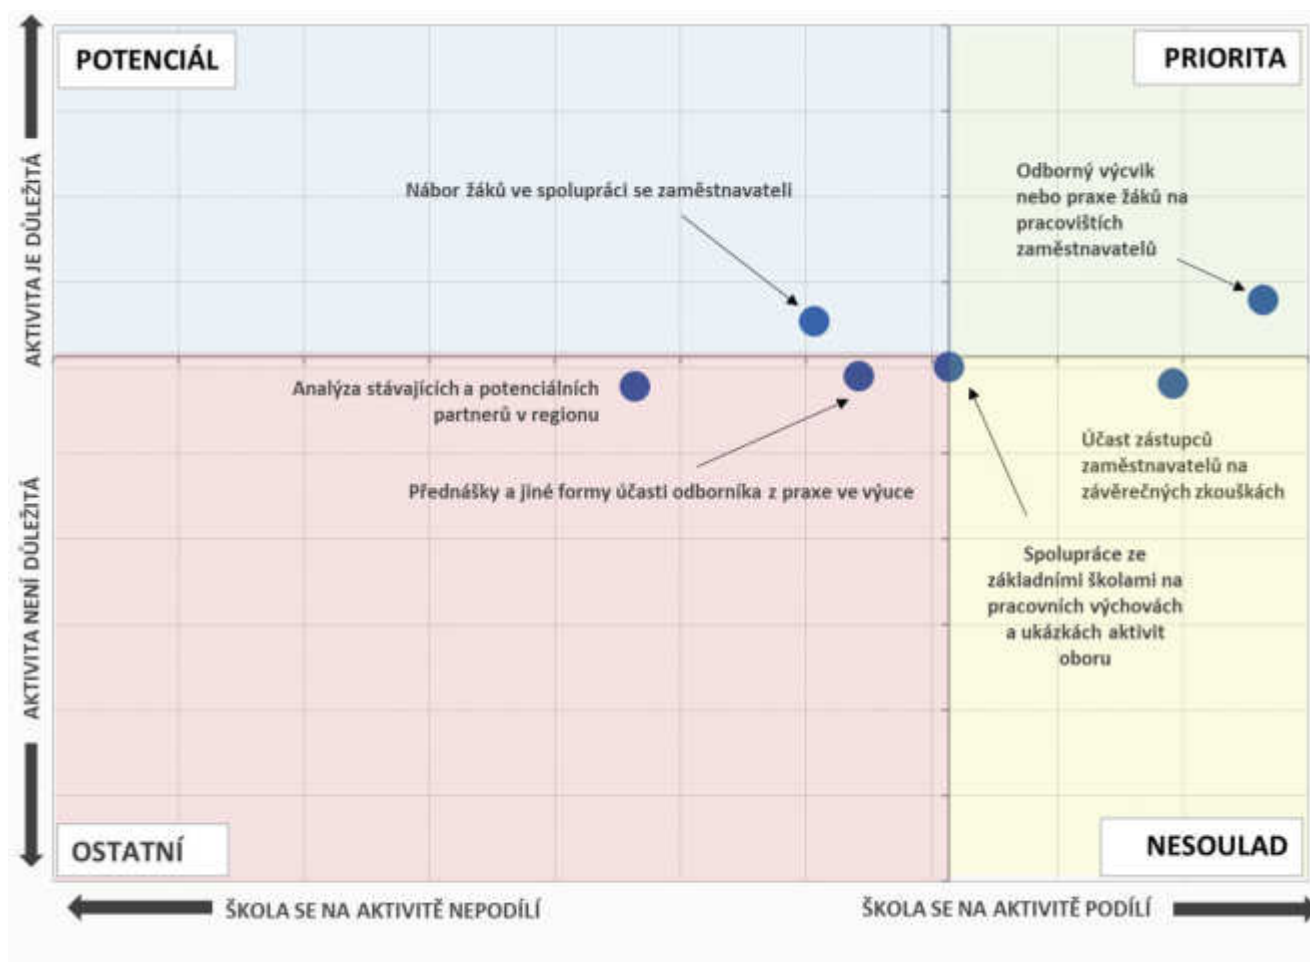 POTENCIÁL
PRIORITA
AKTIVITA JE DŮLEŽITÁ
Nábor žáků ve spolupráci se zaměstnavateli
Odborný výcvik
nebo praxe žáků na
pracovištích
zaměstnavatelů
Analýza stávajících a potenciálních
partnerů v regionu
Přednášky a jiné formy účasti odborníka z praxe ve výuce
Účast zástupců
zaměstnavatelů na
závěrečných zkouškách
Spolupráce ze
základními školami na
pracovních výchovách
a ukázkách aktivit
oboru
AKTIVITA NENÍ DŮLEŽITÁ
OSTATNÍ
NESOULAD
ŠKOLA SE NA AKTIVITĚ NEPODÍLÍ
ŠKOLA SE NA AKTIVITĚ PODÍLÍ